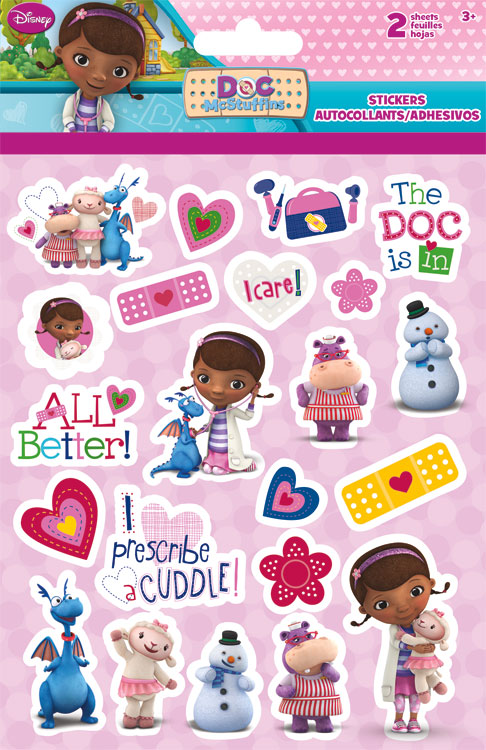 Disney
DOC
McStuffins
2 sheets
feuilles
hojas
3+
STICKERS
AUTOCOLLANTS/ADHESIVOS
The
DOC
is in
I care!
ALL
Better!
I
prescribe
a CUDDLE!